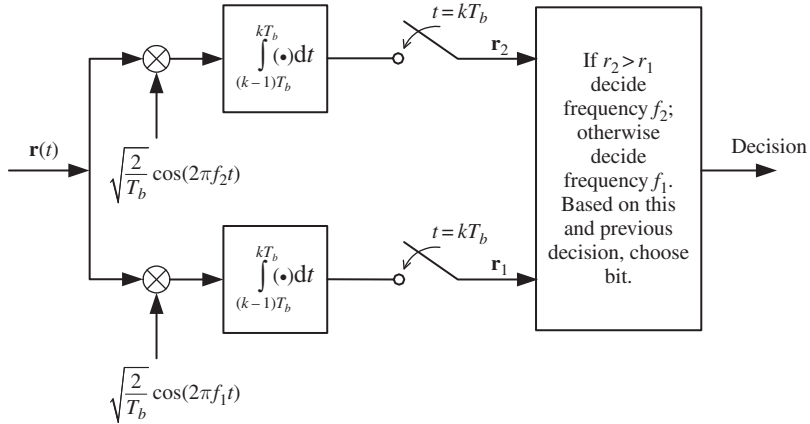 kT_b
∫ (•)dt
(k−1)T_b
t = kT_b
r_2
√(2/T_b) cos(2πf_2t)
r(t)
If r_2 > r_1
decide
frequency f_2;
otherwise
decide
frequency f_1.
Based on this
and previous
decision, choose
bit.
Decision
kT_b
∫ (•)dt
(k−1)T_b
t = kT_b
r_1
√(2/T_b) cos(2πf_1t)